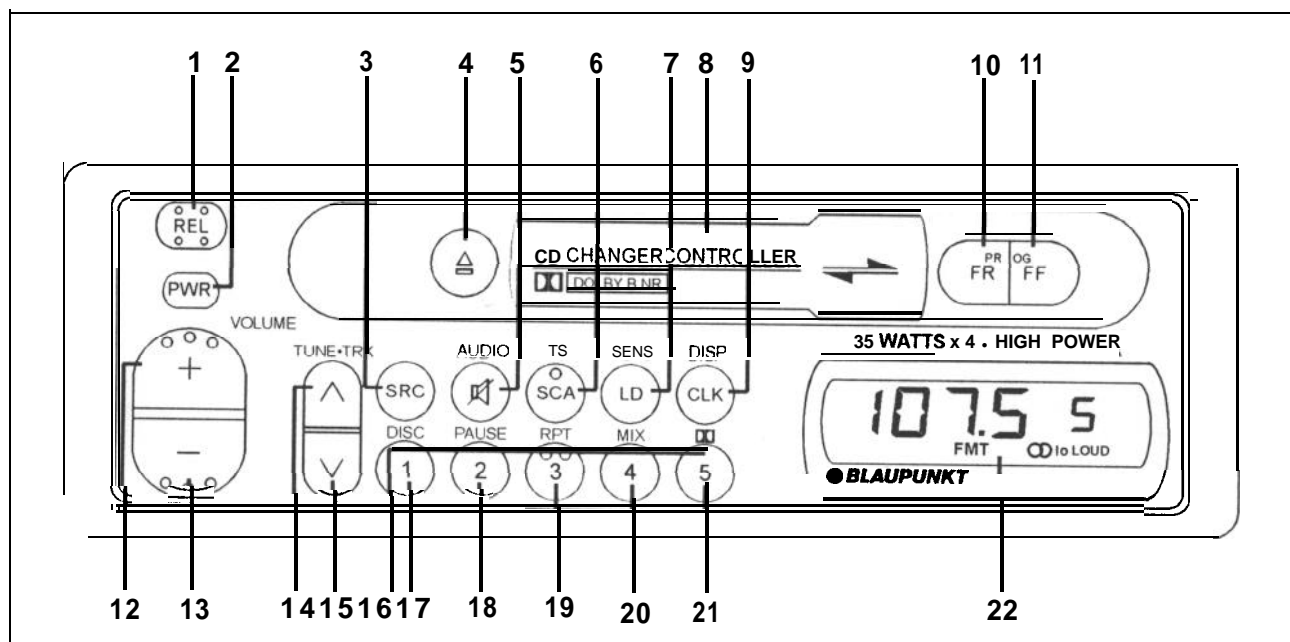 1 2 3 4 5 6 7 8 9 10 11
REL
PWR
VOLUME
+
−
TUNE•TRK
CD CHANGER CONTROLLER
DOLBY B NR
PR OG
FR FF
35 WATTS x 4 . HIGH POWER
AUDIO TS SENS DISP
SRC SCA LD CLK
DISC PAUSE RPT MIX
1 2 3 4 5
107.5 5
FMT to LOUD
BLAUPUNKT
12 13 14 15 16 17 18 19 20 21 22